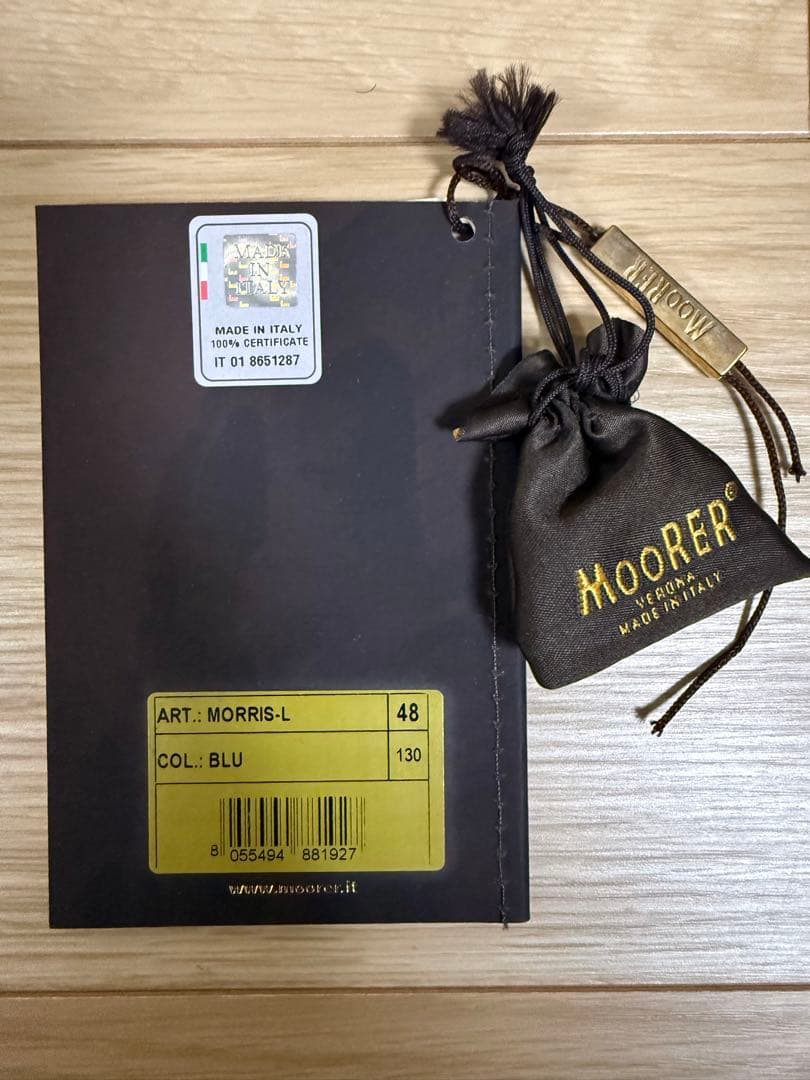 MADE
IN
ITALY
MADE IN ITALY
100% CERTIFICATE
IT 01 8651287
MOORER
MOORER®
VERONA
MADE IN ITALY
ART.: MORRIS-L 48
COL.: BLU 130
8 055494 881927
www.moorer.it